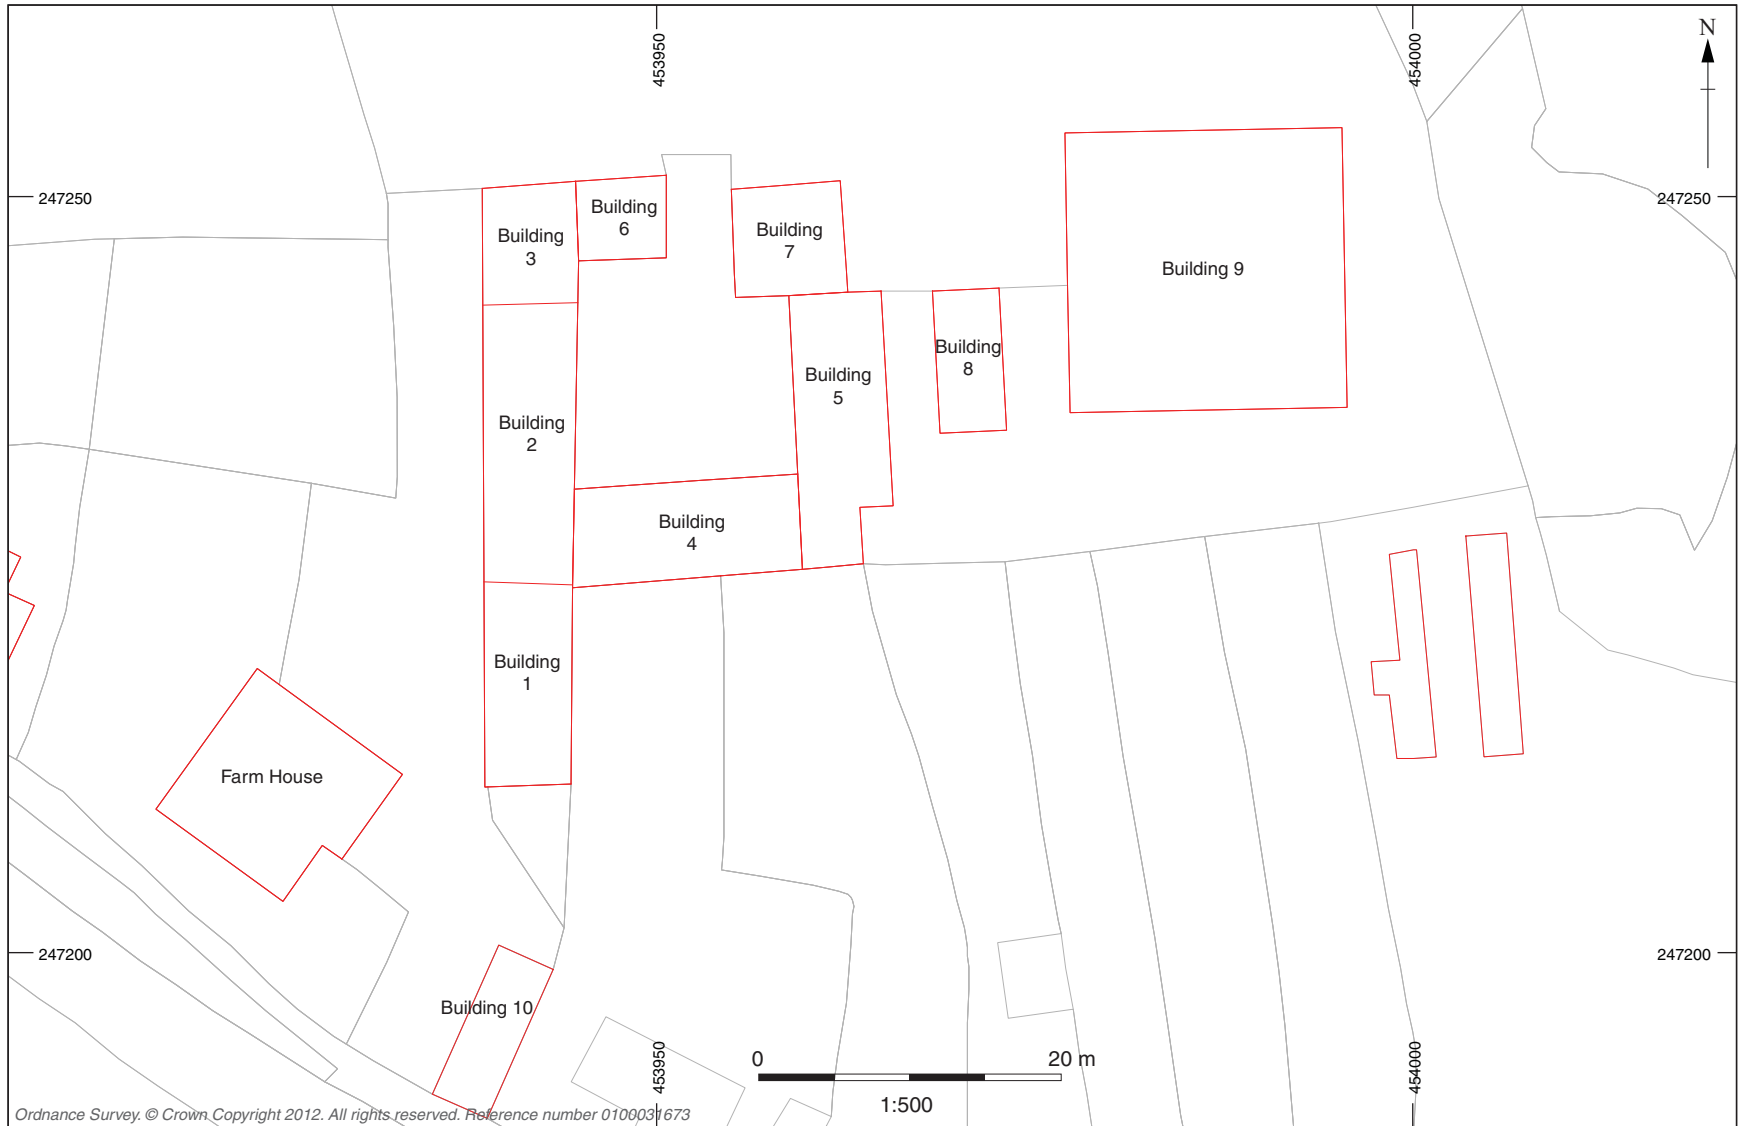 453950
454000
N
247250
247250
Building
3
Building
6
Building
7
Building 9
Building
8
Building
5
Building
2
Building
4
Building
1
Farm House
247200
247200
Building 10
453950
454000
0 20 m
1:500
Ordnance Survey. © Crown Copyright 2012. All rights reserved. Reference number 0100031673